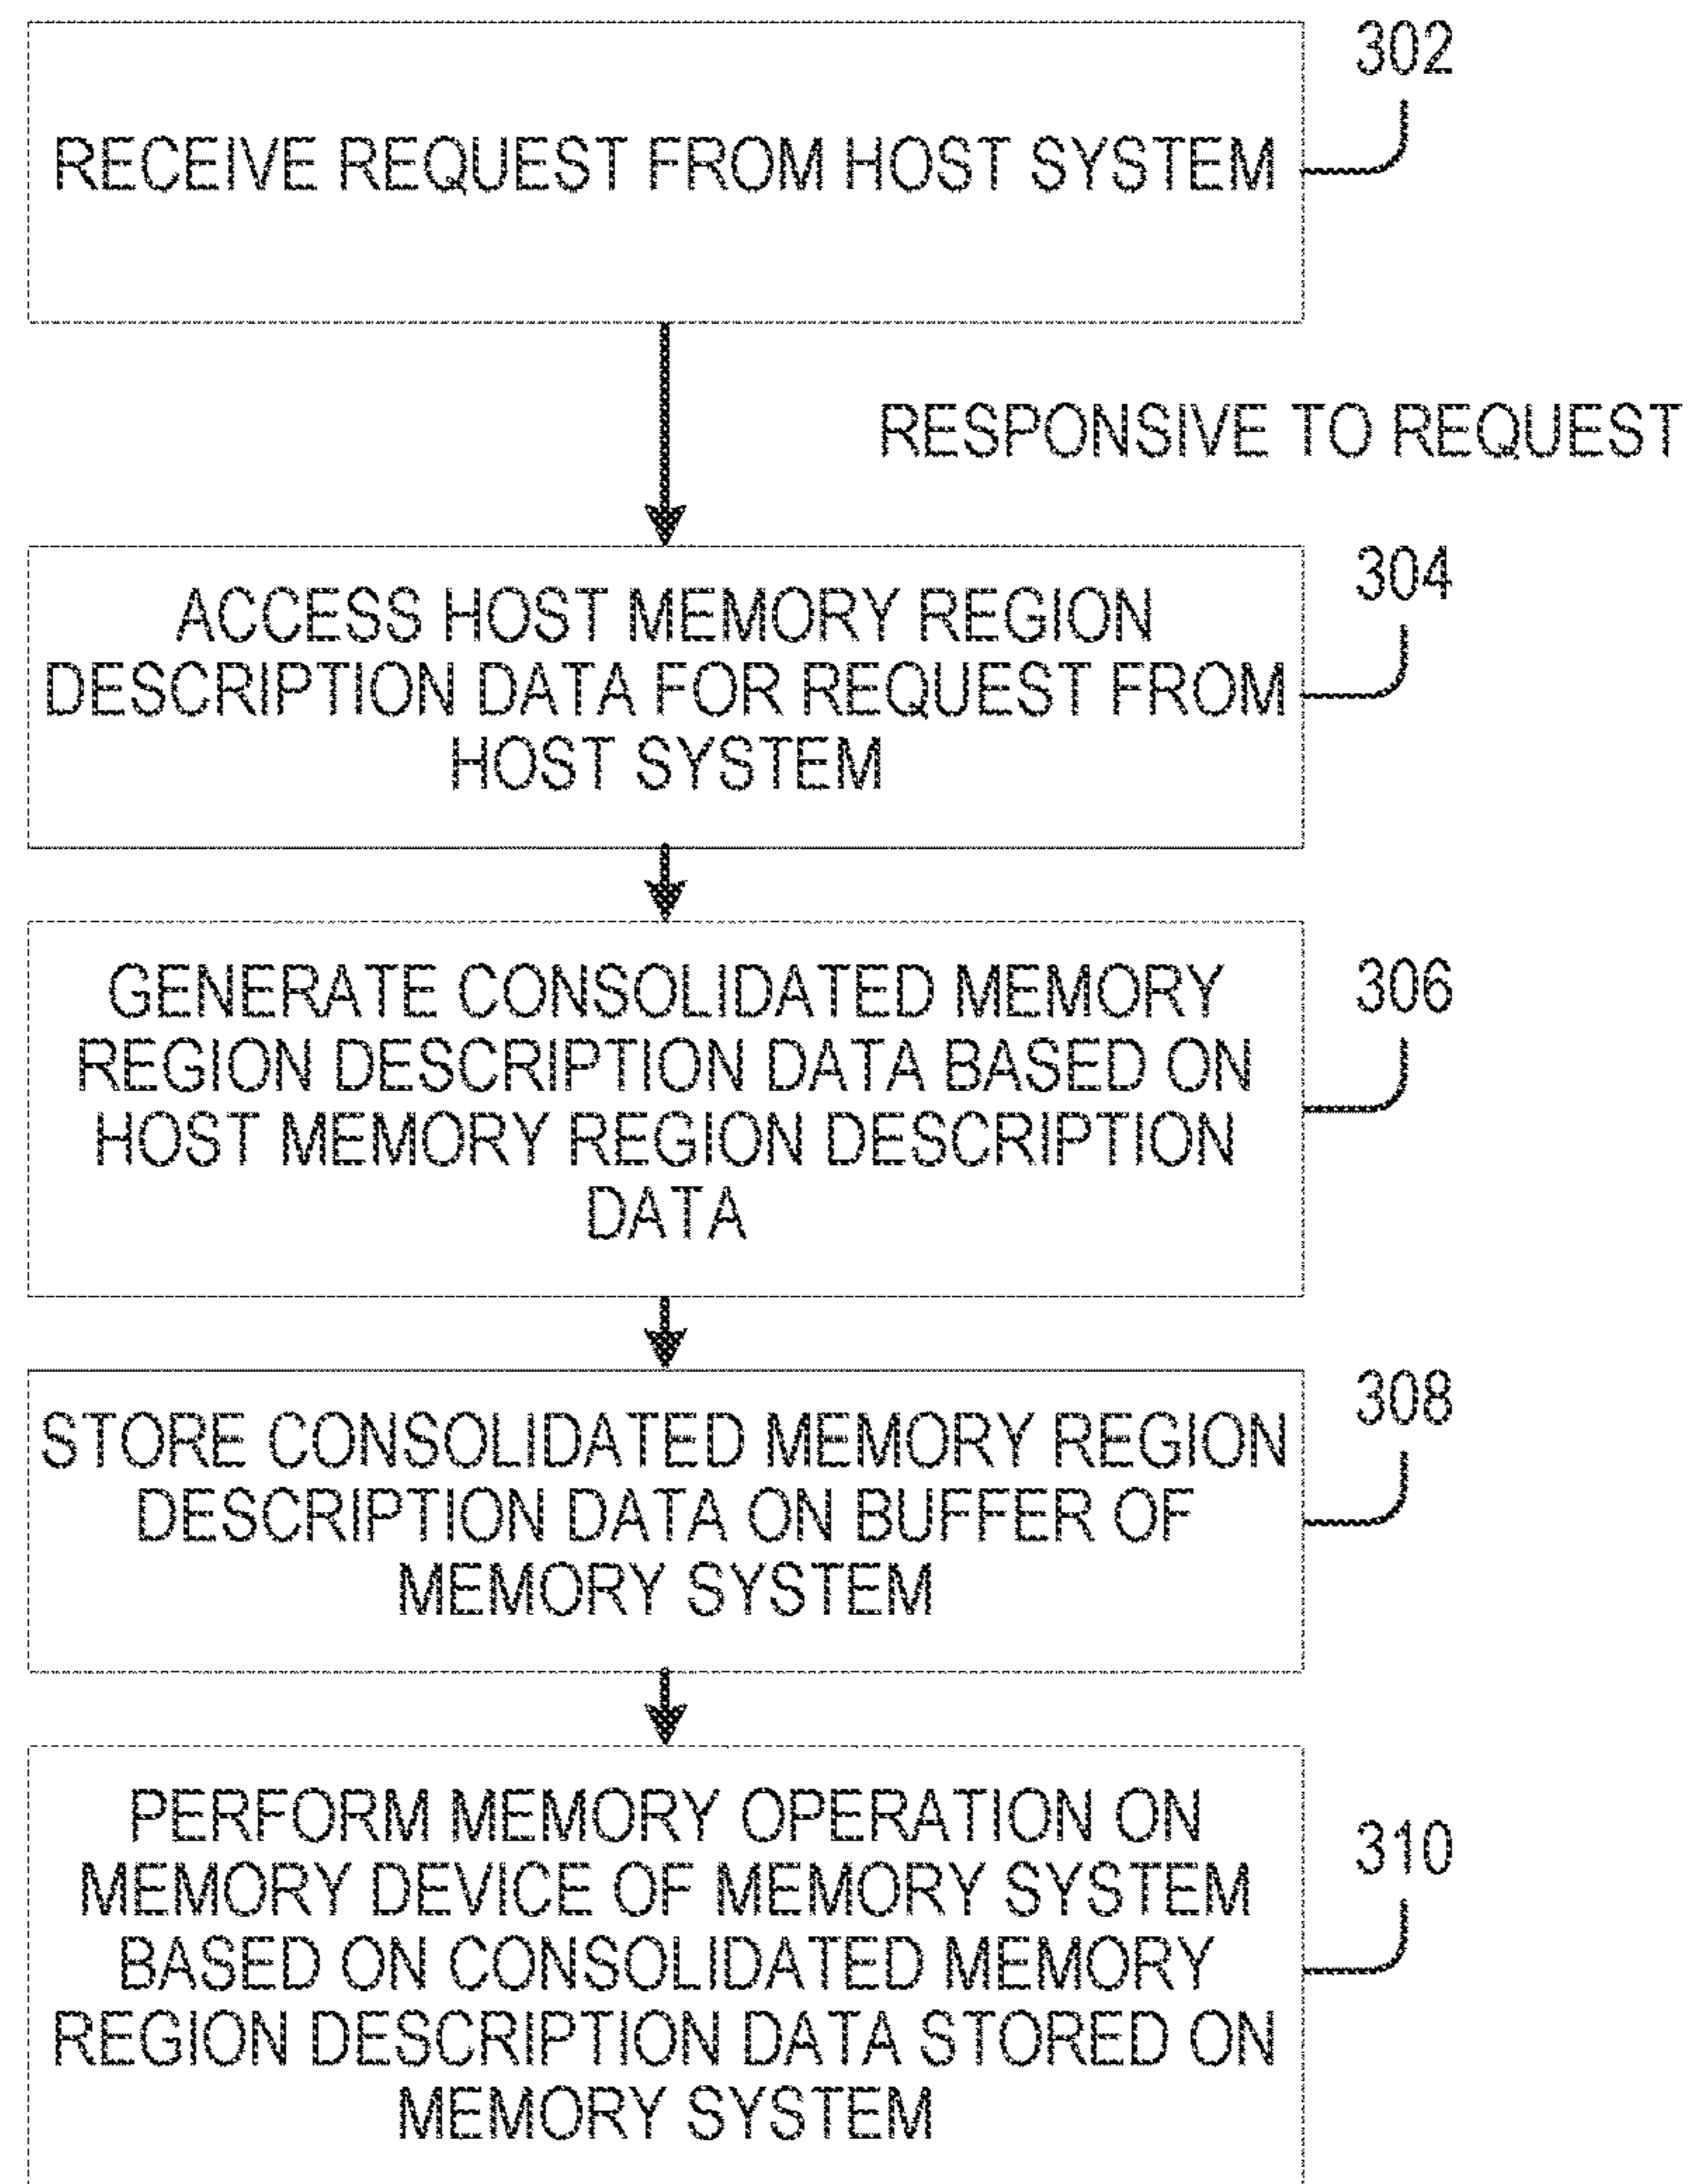 302
RECEIVE REQUEST FROM HOST SYSTEM
RESPONSIVE TO REQUEST
304
ACCESS HOST MEMORY REGION
DESCRIPTION DATA FOR REQUEST FROM
HOST SYSTEM
306
GENERATE CONSOLIDATED MEMORY
REGION DESCRIPTION DATA BASED ON
HOST MEMORY REGION DESCRIPTION
DATA
308
STORE CONSOLIDATED MEMORY REGION
DESCRIPTION DATA ON BUFFER OF
MEMORY SYSTEM
310
PERFORM MEMORY OPERATION ON
MEMORY DEVICE OF MEMORY SYSTEM
BASED ON CONSOLIDATED MEMORY
REGION DESCRIPTION DATA STORED ON
MEMORY SYSTEM